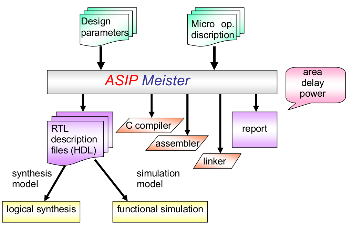 Design
parameters
Micro op.
discription
ASIP Meister
area
delay
power
RTL
description
files (HDL)
C compiler
assembler
linker
report
synthesis
model
simulation
model
logical synthesis
functional simulation